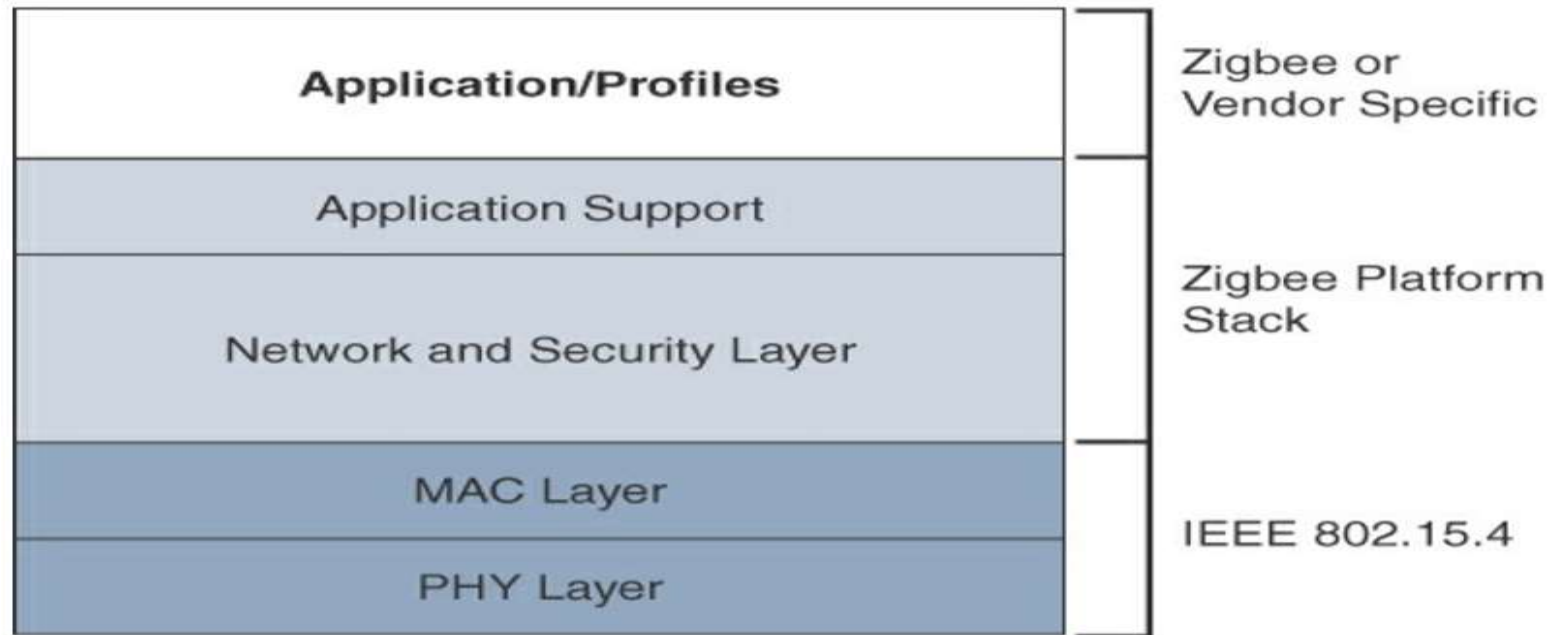 Application/Profiles
Zigbee or
Vendor Specific
Application Support
Network and Security Layer
Zigbee Platform
Stack
MAC Layer
PHY Layer
IEEE 802.15.4